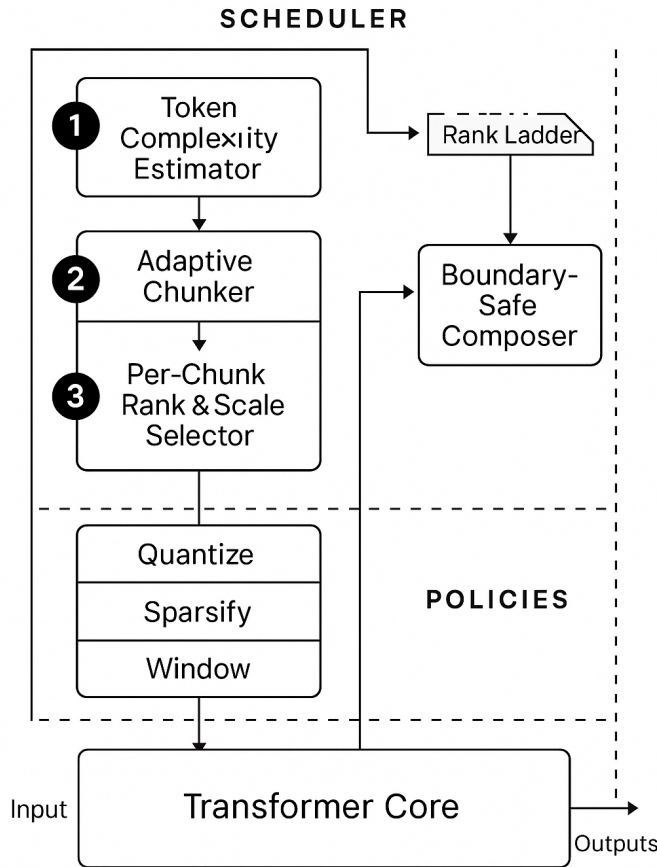 SCHEDULER
1
Token
Complexıity
Estimator
Rank Ladder
2
Adaptive
Chunker
Boundary-
Safe
Composer
3
Per-Chunk
Rank & Scale
Selector
Quantize
Sparsify
Window
POLICIES
Input
Transformer Core
Outputs